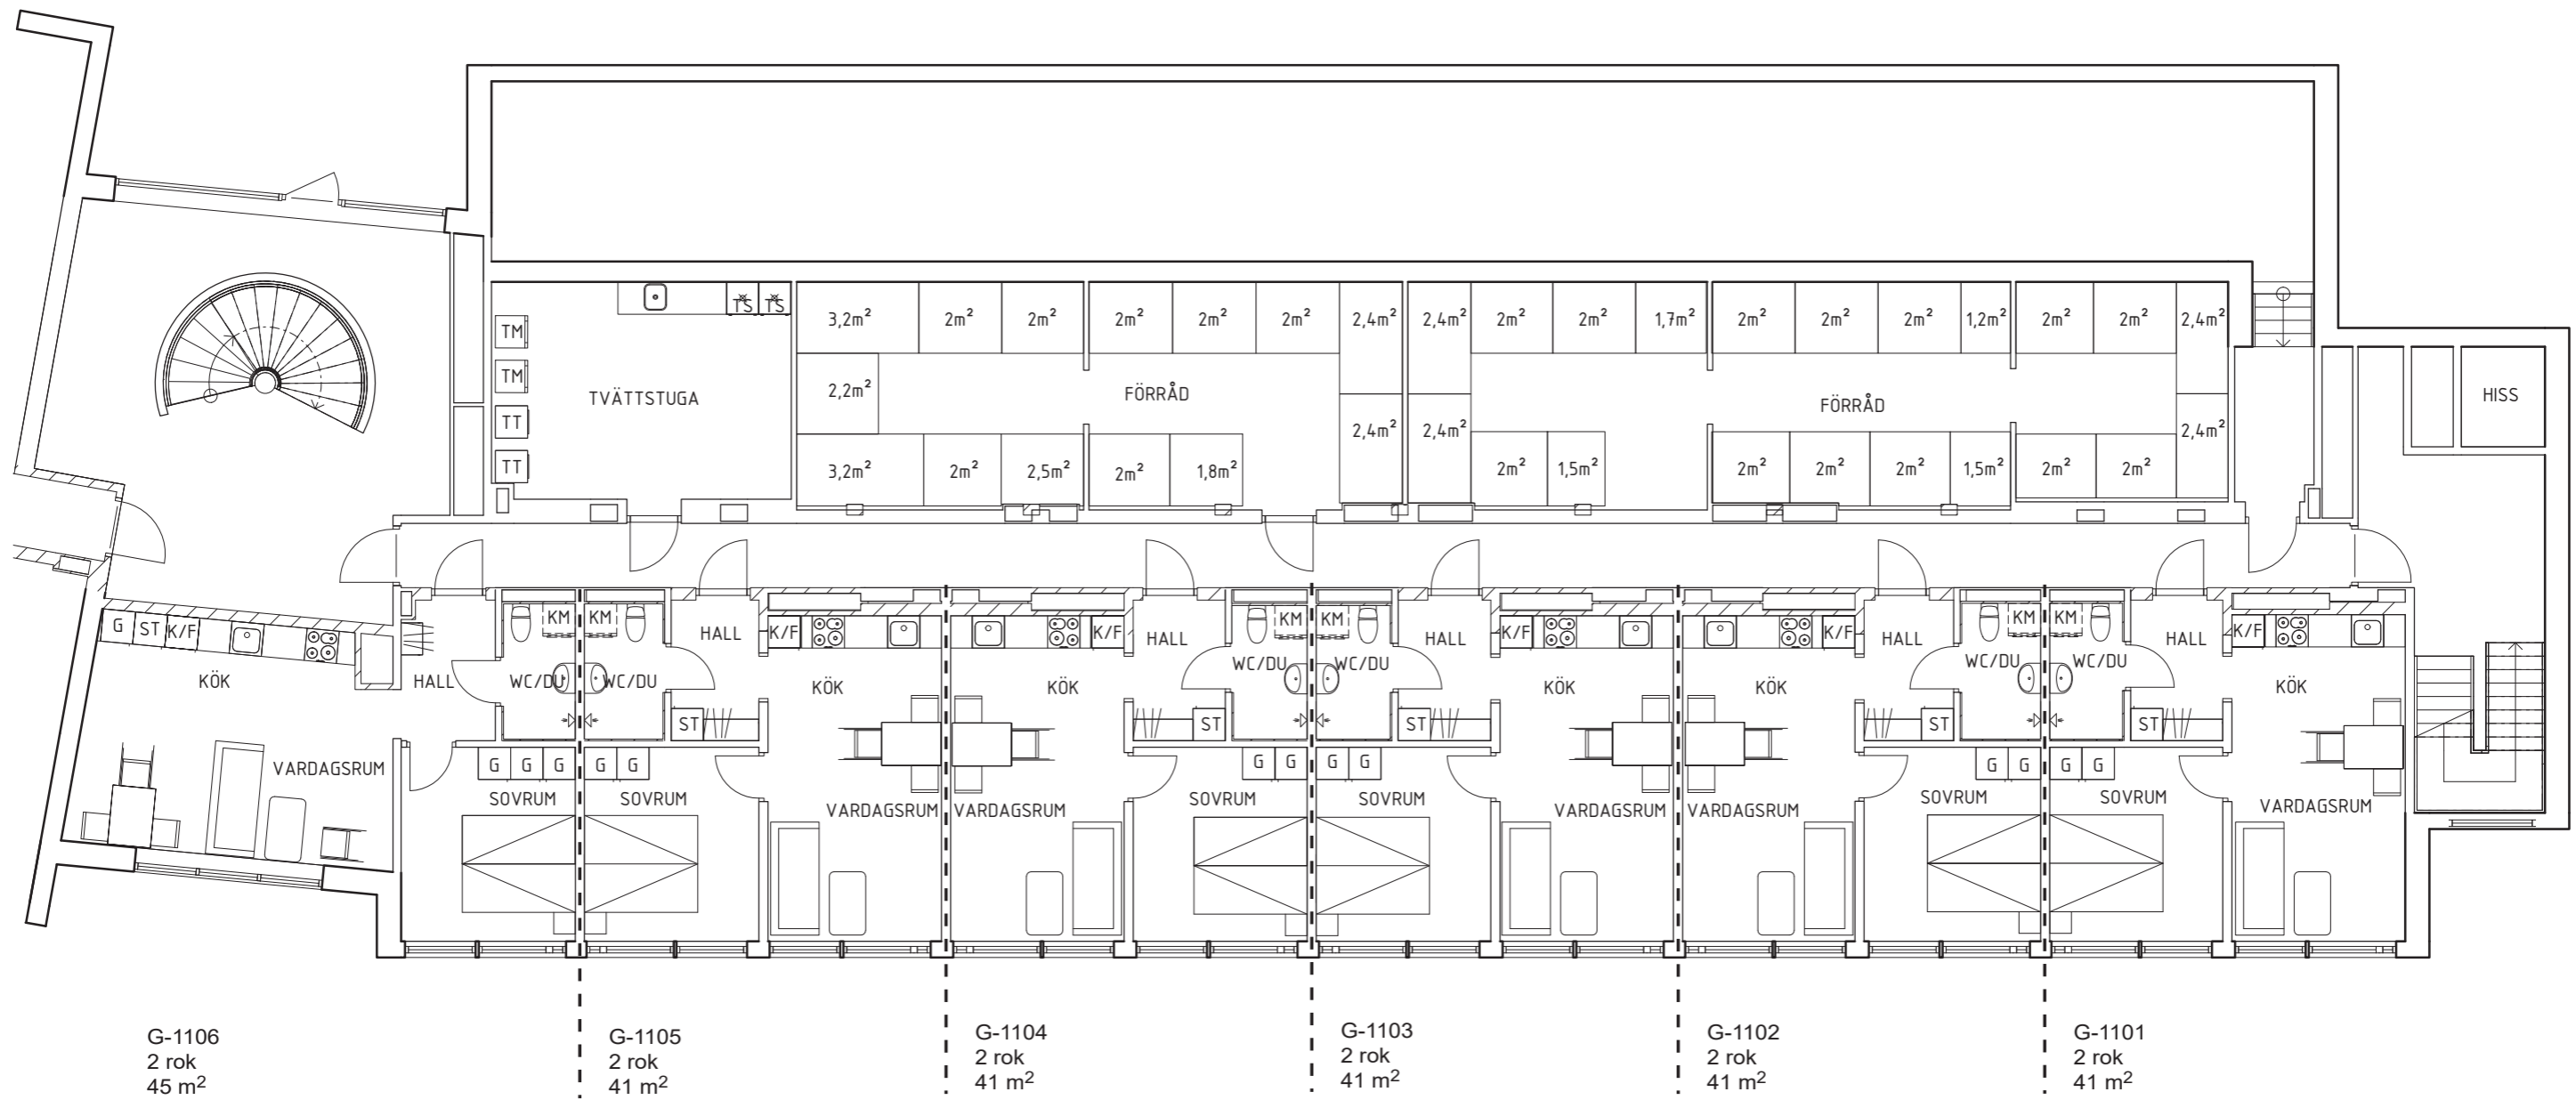 3,2m² 2m² 2m² 2m² 2m² 2m² 2,4m² 2,4m² 2m² 2m² 1,7m² 2m² 2m² 2m² 1,2m² 2m² 2m² 2,4m²
TS TS
TM
TM
TT
TT
TVÄTTSTUGA
2,2m²
FÖRRÅD
FÖRRÅD
HISS
3,2m² 2m² 2,5m² 2m² 1,8m² 2,4m² 2,4m² 2m² 1,5m² 2m² 2m² 2m² 1,5m² 2m² 2m² 2,4m²
G ST K/F
KÖK
HALL
WC/DU
KM
VARDAGSRUM
G G G
SOVRUM
KM
WC/DU
HALL
K/F
KÖK
ST
G G
SOVRUM
VARDAGSRUM
K/F
KÖK
HALL
KM
WC/DU
ST
G G
VARDAGSRUM
SOVRUM
KM
WC/DU
HALL
K/F
KÖK
ST
G G
SOVRUM
VARDAGSRUM
K/F
KÖK
HALL
KM
WC/DU
ST
G G
VARDAGSRUM
SOVRUM
KM
WC/DU
HALL
K/F
KÖK
ST
G G
SOVRUM
VARDAGSRUM
G-1106
2 rok
45 m²
G-1105
2 rok
41 m²
G-1104
2 rok
41 m²
G-1103
2 rok
41 m²
G-1102
2 rok
41 m²
G-1101
2 rok
41 m²